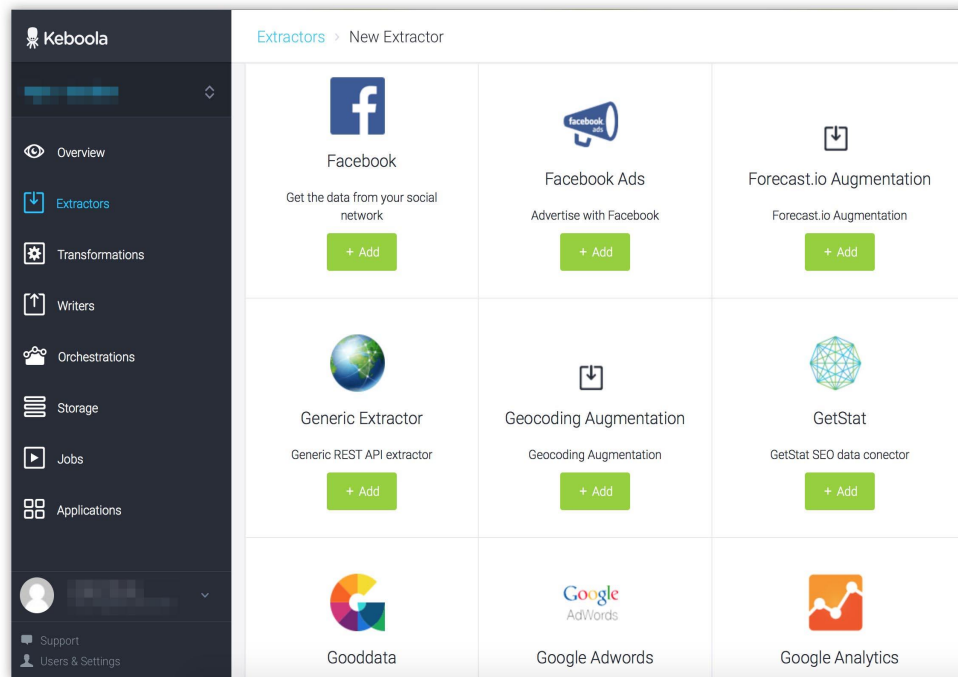 Keboola
Extractors > New Extractor
Overview
Extractors
Transformations
Writers
Orchestrations
Storage
Jobs
Applications
Support
Users & Settings
Facebook
Get the data from your social
network
+ Add
facebook
ads
Facebook Ads
Advertise with Facebook
+ Add
Forecast.io Augmentation
Forecast.io Augmentation
+ Add
Generic Extractor
Generic REST API extractor
+ Add
Geocoding Augmentation
Geocoding Augmentation
+ Add
GetStat
GetStat SEO data conector
+ Add
Gooddata
Google
AdWords
Google Adwords
Google Analytics